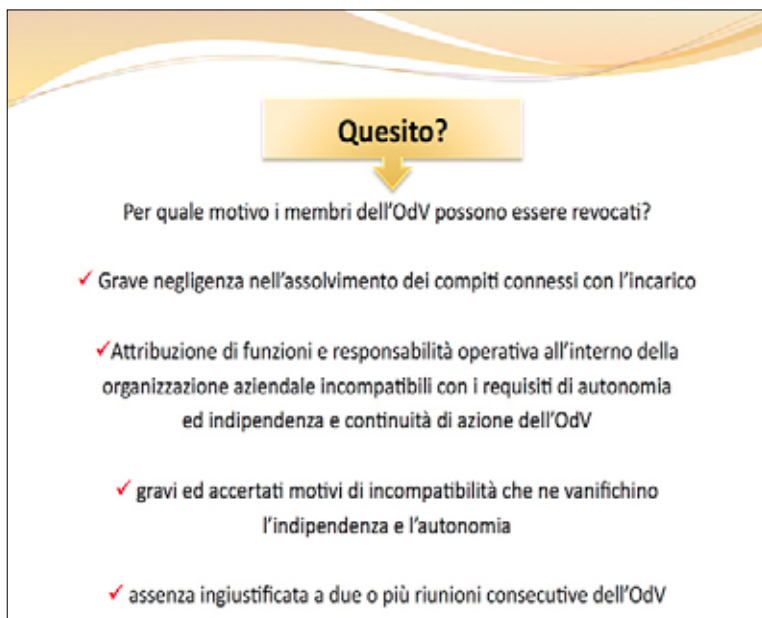 Quesito?
Per quale motivo i membri dell'OdV possono essere revocati?
✓ Grave negligenza nell'assolvimento dei compiti connessi con l'incarico
✓Attribuzione di funzioni e responsabilità operativa all'interno della
organizzazione aziendale incompatibili con i requisiti di autonomia
ed indipendenza e continuità di azione dell'OdV
✓ gravi ed accertati motivi di incompatibilità che ne vanifichino
l'indipendenza e l'autonomia
✓ assenza ingiustificata a due o più riunioni consecutive dell'OdV